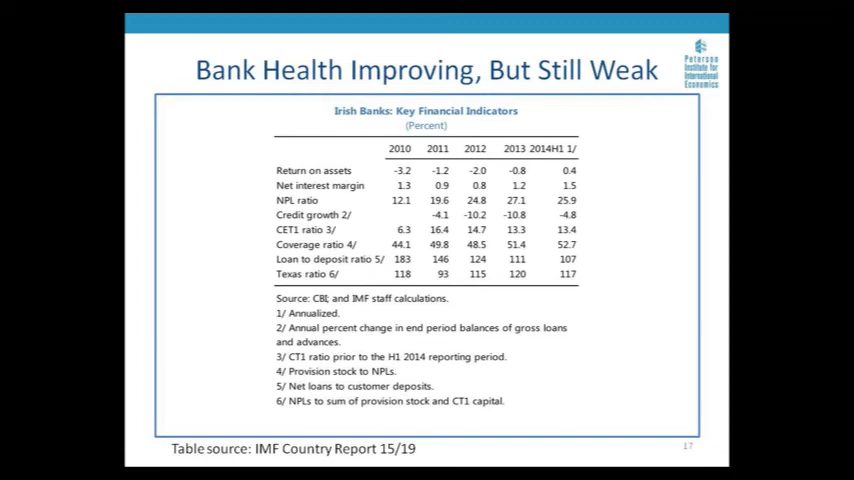 Bank Health Improving, But Still Weak
Peterson
Institute for
International
Economics
Irish Banks: Key Financial Indicators
(Percent)
2010 2011 2012 2013 2014H1 1/
Return on assets -3.2 -1.2 -2.0 -0.8 0.4
Net interest margin 1.3 0.9 0.8 1.2 1.5
NPL ratio 12.1 19.6 24.8 27.1 25.9
Credit growth 2/ -4.1 -10.2 -10.8 -4.8
CET1 ratio 3/ 6.3 16.4 14.7 13.3 13.4
Coverage ratio 4/ 44.1 49.8 48.5 51.4 52.7
Loan to deposit ratio 5/ 183 146 124 111 107
Texas ratio 6/ 118 93 115 120 117
Source: CBI; and IMF staff calculations.
1/ Annualized.
2/ Annual percent change in end period balances of gross loans
and advances.
3/ CT1 ratio prior to the H1 2014 reporting period.
4/ Provision stock to NPLs.
5/ Net loans to customer deposits.
6/ NPLs to sum of provision stock and CT1 capital.
Table source: IMF Country Report 15/19
17